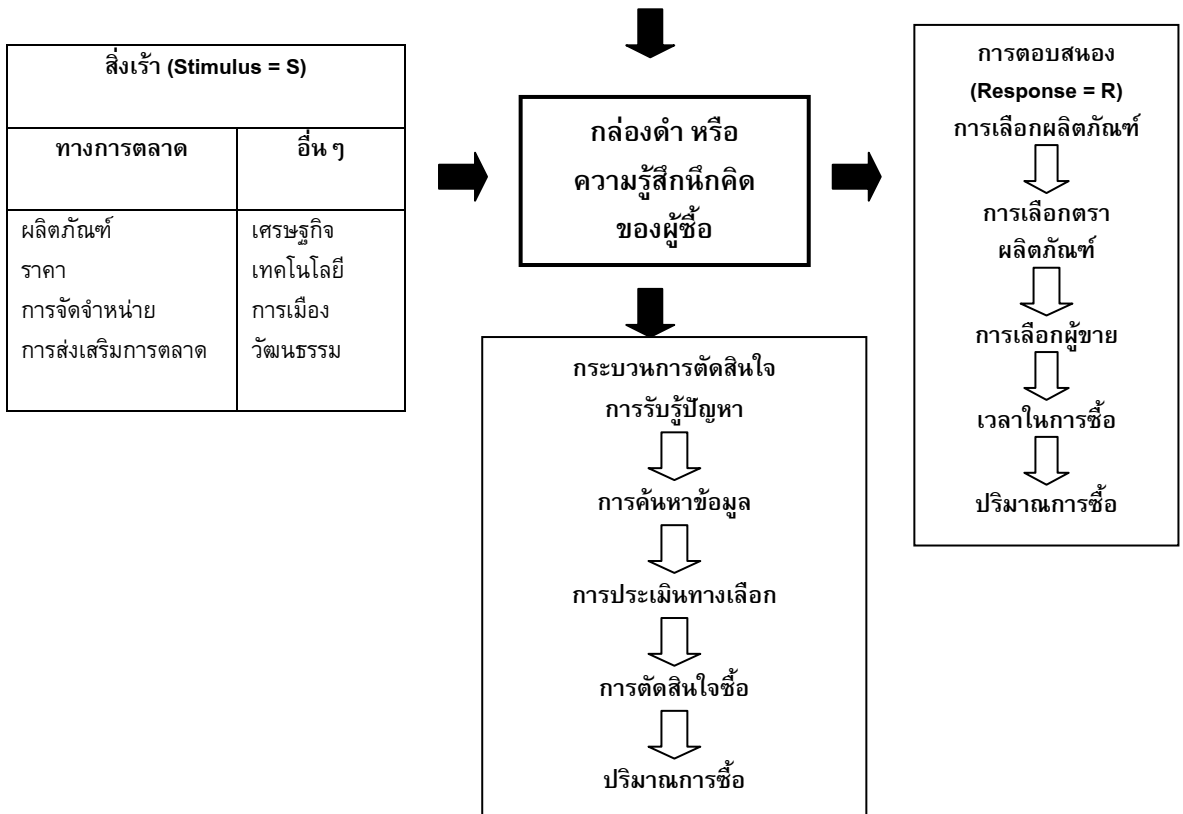 สิ่งเร้า (Stimulus = S)
ทางการตลาด อื่น ๆ
ผลิตภัณฑ์ เศรษฐกิจ
ราคา เทคโนโลยี
การจัดจำหน่าย การเมือง
การส่งเสริมการตลาด วัฒนธรรม
กล่องดำ หรือ
ความรู้สึกนึกคิด
ของผู้ซื้อ
กระบวนการตัดสินใจ
การรับรู้ปัญหา
การค้นหาข้อมูล
การประเมินทางเลือก
การตัดสินใจซื้อ
ปริมาณการซื้อ
การตอบสนอง
(Response = R)
การเลือกผลิตภัณฑ์
การเลือกตรา
ผลิตภัณฑ์
การเลือกผู้ขาย
เวลาในการซื้อ
ปริมาณการซื้อ